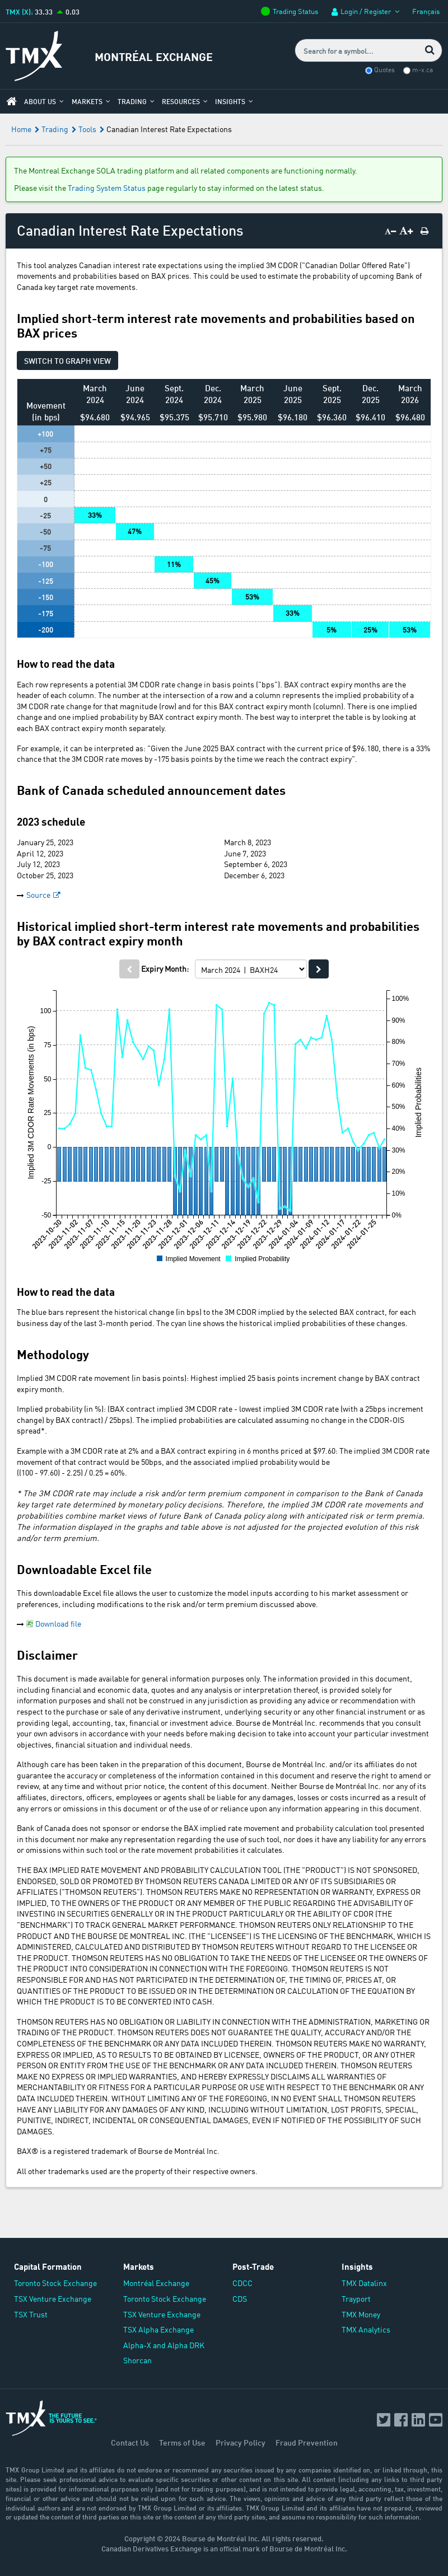 TMX (X): 33.33 0.03
Trading Status
Login / Register
Français
TMX
MONTRÉAL EXCHANGE
Search for a symbol...
Quotes m-x.ca
ABOUT US MARKETS TRADING RESOURCES INSIGHTS
Home Trading Tools Canadian Interest Rate Expectations
The Montreal Exchange SOLA trading platform and all related components are functioning normally.
Please visit the Trading System Status page regularly to stay informed on the latest status.
Canadian Interest Rate Expectations A- A+
This tool analyzes Canadian interest rate expectations using the implied 3M CDOR ("Canadian Dollar Offered Rate")
movements and probabilities based on BAX prices. This could be used to estimate the probability of upcoming Bank of
Canada key target rate movements.
Implied short-term interest rate movements and probabilities based on
BAX prices
SWITCH TO GRAPH VIEW
Movement (in bps) March 2024 June 2024 Sept. 2024 Dec. 2024 March 2025 June 2025 Sept. 2025 Dec. 2025 March 2026
$94.680 $94.965 $95.375 $95.710 $95.980 $96.180 $96.360 $96.410 $96.480
+100
+75
+50
+25
0
-25 33%
-50 47%
-75
-100 11%
-125 45%
-150 53%
-175 33%
-200 5% 25% 53%
How to read the data
Each row represents a potential 3M CDOR rate change in basis points ("bps"). BAX contract expiry months are the
header of each column. The number at the intersection of a row and a column represents the implied probability of a
3M CDOR rate change for that magnitude (row) and for this BAX contract expiry month (column). There is one implied
change and one implied probability by BAX contract expiry month. The best way to interpret the table is by looking at
each BAX contract expiry month separately.
For example, it can be interpreted as: "Given the June 2025 BAX contract with the current price of $96.180, there is a 33%
chance that the 3M CDOR rate moves by -175 basis points by the time we reach the contract expiry".
Bank of Canada scheduled announcement dates
2023 schedule
January 25, 2023 March 8, 2023
April 12, 2023 June 7, 2023
July 12, 2023 September 6, 2023
October 25, 2023 December 6, 2023
Source
Historical implied short-term interest rate movements and probabilities
by BAX contract expiry month
Expiry Month: March 2024 | BAXH24
Implied 3M CDOR Rate Movements (in bps)
100
75
50
25
0
-25
-50
100%
90%
80%
70%
60%
50%
40%
30%
20%
10%
0%
Implied Probabilities
2023-10-30 2023-11-02 2023-11-07 2023-11-10 2023-11-15 2023-11-20 2023-11-23 2023-11-28 2023-12-01 2023-12-06 2023-12-11 2023-12-14 2023-12-19 2023-12-22 2023-12-29 2024-01-04 2024-01-09 2024-01-12 2024-01-17 2024-01-22 2024-01-25
Implied Movement Implied Probability
How to read the data
The blue bars represent the historical change (in bps) to the 3M CDOR implied by the selected BAX contract, for each
business day of the last 3-month period. The cyan line shows the historical implied probabilities of these changes.
Methodology
Implied 3M CDOR rate movement (in basis points): Highest implied 25 basis points increment change by BAX contract
expiry month.
Implied probability (in %): (BAX contract implied 3M CDOR rate - lowest implied 3M CDOR rate (with a 25bps increment
change) by BAX contract) / 25bps). The implied probabilities are calculated assuming no change in the CDOR-OIS
spread*.
Example with a 3M CDOR rate at 2% and a BAX contract expiring in 6 months priced at $97.60: The implied 3M CDOR rate
movement of that contract would be 50bps, and the associated implied probability would be
((100 - 97.60) - 2.25) / 0.25 = 60%.
* The 3M CDOR rate may include a risk and/or term premium component in comparison to the Bank of Canada
key target rate determined by monetary policy decisions. Therefore, the implied 3M CDOR rate movements and
probabilities combine market views of future Bank of Canada policy along with anticipated risk or term premia.
The information displayed in the graphs and table above is not adjusted for the projected evolution of this risk
and/or term premium.
Downloadable Excel file
This downloadable Excel file allows the user to customize the model inputs according to his market assessment or
preference, including modifications to the risk and/or term premium discussed above.
Download file
Disclaimer
This document is made available for general information purposes only. The information provided in this document,
including financial and economic data, quotes and any analysis or interpretation thereof, is provided solely for
information purposes and shall not be construed in any jurisdiction as providing any advice or recommendation with
respect to the purchase or sale of any derivative instrument, underlying security or any other financial instrument or as
providing legal, accounting, tax, financial or investment advice. Bourse de Montréal Inc. recommends that you consult
your own advisors in accordance with your needs before making decision to take into account your investment
objectives, financial situation and individual needs.
Although care has been taken in the preparation of this document, Bourse de Montréal Inc. and/or its affiliates do not
guarantee the accuracy or completeness of the information contained in this document and reserve the right to amend or
review, at any time and without prior notice, the content of this document. Neither Bourse de Montréal Inc. nor any of its
affiliates, directors, officers, employees or agents shall be liable for any damages, losses or costs incurred as a result of
any errors or omissions in this document or of the use of or reliance upon any information appearing in this document.
Bank of Canada does not sponsor or endorse the BAX implied rate movement and probability calculation tool presented
in this document nor make any representation regarding the use of such tool, nor does it have any liability for errors or
omissions within such tool or the rate movement probabilities it calculates.
THE BAX IMPLIED RATE MOVEMENT AND PROBABILITY CALCULATION TOOL (THE "PRODUCT") IS NOT SPONSORED,
ENDORSED, SOLD OR PROMOTED BY THOMSON REUTERS CANADA LIMITED OR ANY OF ITS SUBSIDIARIES OR
AFFILIATES ("THOMSON REUTERS"). THOMSON REUTERS MAKE NO REPRESENTATION OR WARRANTY, EXPRESS OR
IMPLIED, TO THE OWNERS OF THE PRODUCT OR ANY MEMBER OF THE PUBLIC REGARDING THE ADVISABILITY OF
INVESTING IN SECURITIES GENERALLY OR IN THE PRODUCT PARTICULARLY OR THE ABILITY OF CDOR (THE
"BENCHMARK") TO TRACK GENERAL MARKET PERFORMANCE. THOMSON REUTERS ONLY RELATIONSHIP TO THE
PRODUCT AND THE BOURSE DE MONTREAL INC. (THE "LICENSEE") IS THE LICENSING OF THE BENCHMARK, WHICH IS
ADMINISTERED, CALCULATED AND DISTRIBUTED BY THOMSON REUTERS WITHOUT REGARD TO THE LICENSEE OR
THE PRODUCT. THOMSON REUTERS HAS NO OBLIGATION TO TAKE THE NEEDS OF THE LICENSEE OR THE OWNERS OF
THE PRODUCT INTO CONSIDERATION IN CONNECTION WITH THE FOREGOING. THOMSON REUTERS IS NOT
RESPONSIBLE FOR AND HAS NOT PARTICIPATED IN THE DETERMINATION OF, THE TIMING OF, PRICES AT, OR
QUANTITIES OF THE PRODUCT TO BE ISSUED OR IN THE DETERMINATION OR CALCULATION OF THE EQUATION BY
WHICH THE PRODUCT IS TO BE CONVERTED INTO CASH.
THOMSON REUTERS HAS NO OBLIGATION OR LIABILITY IN CONNECTION WITH THE ADMINISTRATION, MARKETING OR
TRADING OF THE PRODUCT. THOMSON REUTERS DOES NOT GUARANTEE THE QUALITY, ACCURACY AND/OR THE
COMPLETENESS OF THE BENCHMARK OR ANY DATA INCLUDED THEREIN. THOMSON REUTERS MAKE NO WARRANTY,
EXPRESS OR IMPLIED, AS TO RESULTS TO BE OBTAINED BY LICENSEE, OWNERS OF THE PRODUCT, OR ANY OTHER
PERSON OR ENTITY FROM THE USE OF THE BENCHMARK OR ANY DATA INCLUDED THEREIN. THOMSON REUTERS
MAKE NO EXPRESS OR IMPLIED WARRANTIES, AND HEREBY EXPRESSLY DISCLAIMS ALL WARRANTIES OF
MERCHANTABILITY OR FITNESS FOR A PARTICULAR PURPOSE OR USE WITH RESPECT TO THE BENCHMARK OR ANY
DATA INCLUDED THEREIN. WITHOUT LIMITING ANY OF THE FOREGOING, IN NO EVENT SHALL THOMSON REUTERS
HAVE ANY LIABILITY FOR ANY DAMAGES OF ANY KIND, INCLUDING WITHOUT LIMITATION, LOST PROFITS, SPECIAL,
PUNITIVE, INDIRECT, INCIDENTAL OR CONSEQUENTIAL DAMAGES, EVEN IF NOTIFIED OF THE POSSIBILITY OF SUCH
DAMAGES.
BAX® is a registered trademark of Bourse de Montréal Inc.
All other trademarks used are the property of their respective owners.
Capital Formation Markets Post-Trade Insights
Toronto Stock Exchange Montréal Exchange CDCC TMX Datalinx
TSX Venture Exchange Toronto Stock Exchange CDS Trayport
TSX Trust TSX Venture Exchange TMX Money
TSX Alpha Exchange TMX Analytics
Alpha-X and Alpha DRK
Shorcan
TMX THE FUTURE IS YOURS TO SEE.
Contact Us Terms of Use Privacy Policy Fraud Prevention
TMX Group Limited and its affiliates do not endorse or recommend any securities issued by any companies identified on, or linked through, this
site. Please seek professional advice to evaluate specific securities or other content on this site. All content (including any links to third party
sites) is provided for informational purposes only (and not for trading purposes), and is not intended to provide legal, accounting, tax, investment,
financial or other advice and should not be relied upon for such advice. The views, opinions and advice of any third party reflect those of the
individual authors and are not endorsed by TMX Group Limited or its affiliates. TMX Group Limited and its affiliates have not prepared, reviewed
or updated the content of third parties on this site or the content of any third party sites, and assume no responsibility for such information.
Copyright © 2024 Bourse de Montréal Inc. All rights reserved.
Canadian Derivatives Exchange is an official mark of Bourse de Montréal Inc.